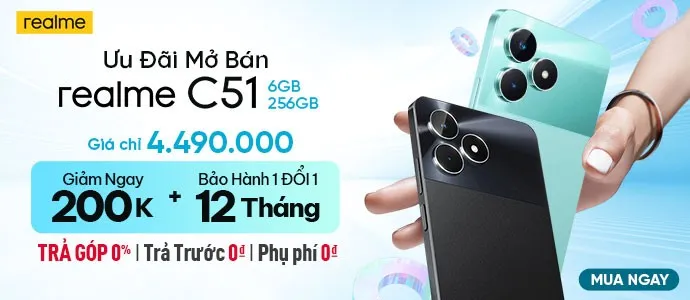 realme
Ưu Đãi Mở Bán
realme C51 6GB 256GB
Giá chỉ 4.490.000
Giảm Ngay 200K + Bảo Hành 1 ĐỔI 1 12 Tháng
TRẢ GÓP 0% | Trả Trước 0đ | Phụ phí 0đ
MUA NGAY